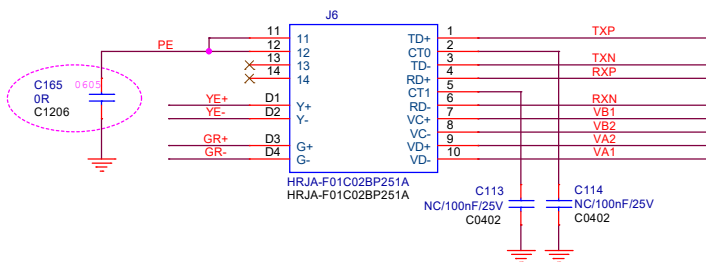 J6
11 11 TD+ 1 TXP
PE 12 12 CT0 2
13 13 TD- 3 TXN
14 14 RD+ 4 RXP
CT1 5
YE+ D1 Y+ RD- 6 RXN
YE- D2 Y- VC+ 7 VB1
VC- 8 VB2
GR+ D3 G+ VD+ 9 VA2
GR- D4 G- VD- 10 VA1
C165 0605
0R
C1206
HRJA-F01C02BP251A
HRJA-F01C02BP251A
C113
NC/100nF/25V
C0402
C114
NC/100nF/25V
C0402